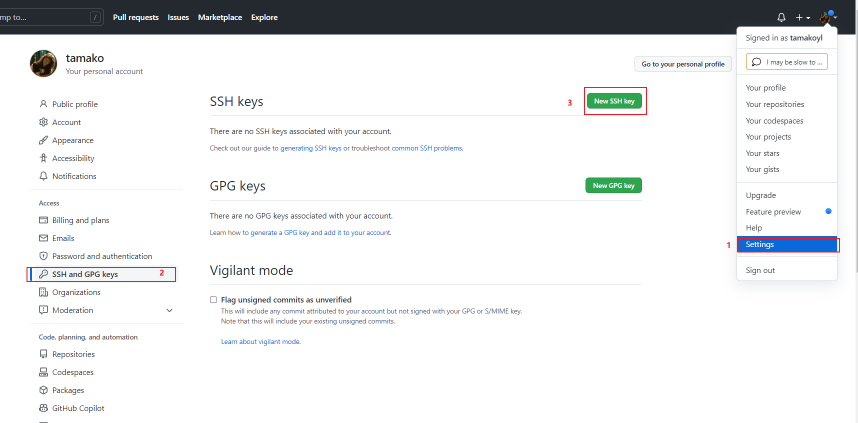 mp to... /
Pull requests Issues Marketplace Explore
Signed in as tamakoyl
I may be slow to ...
Your profile
Your repositories
Your codespaces
Your projects
Your stars
Your gists
Upgrade
Feature preview
Help
1 Settings
Sign out
tamako
Your personal account
Go to your personal profile
Public profile
Account
Appearance
Accessibility
Notifications
Access
Billing and plans
Emails
Password and authentication
SSH and GPG keys 2
Organizations
Moderation
Code, planning, and automation
Repositories
Codespaces
Packages
GitHub Copilot
SSH keys 3 New SSH key
There are no SSH keys associated with your account.
Check out our guide to generating SSH keys or troubleshoot common SSH problems.
GPG keys New GPG key
There are no GPG keys associated with your account.
Learn how to generate a GPG key and add it to your account.
Vigilant mode
Flag unsigned commits as unverified
This will include any commit attributed to your account but not signed with your GPG or S/MIME key.
Note that this will include your existing unsigned commits.
Learn about vigilant mode.